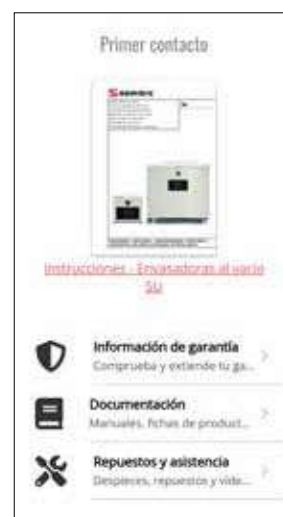 Primer contacto
sammic
Instrucciones - Envasadoras al vacío
SU
Información de garantía
Comprueba y extiende tu ga...
Documentación
Manuales, fichas de product...
Repuestos y asistencia
Despieces, repuestos y víde...